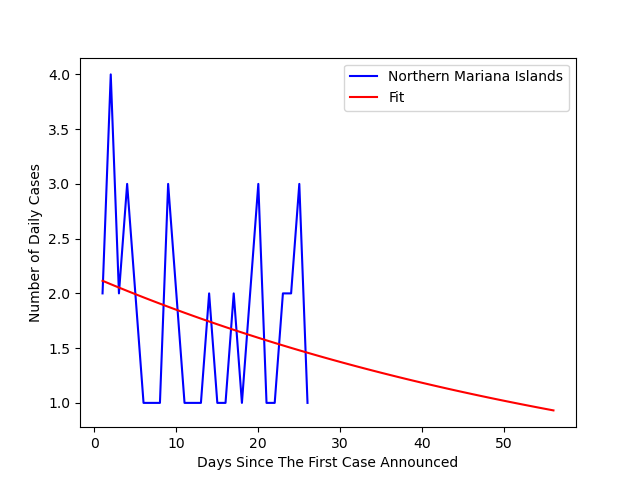 Northern Mariana Islands
Fit
4.0
3.5
3.0
2.5
2.0
1.5
1.0
Number of Daily Cases
0 10 20 30 40 50
Days Since The First Case Announced